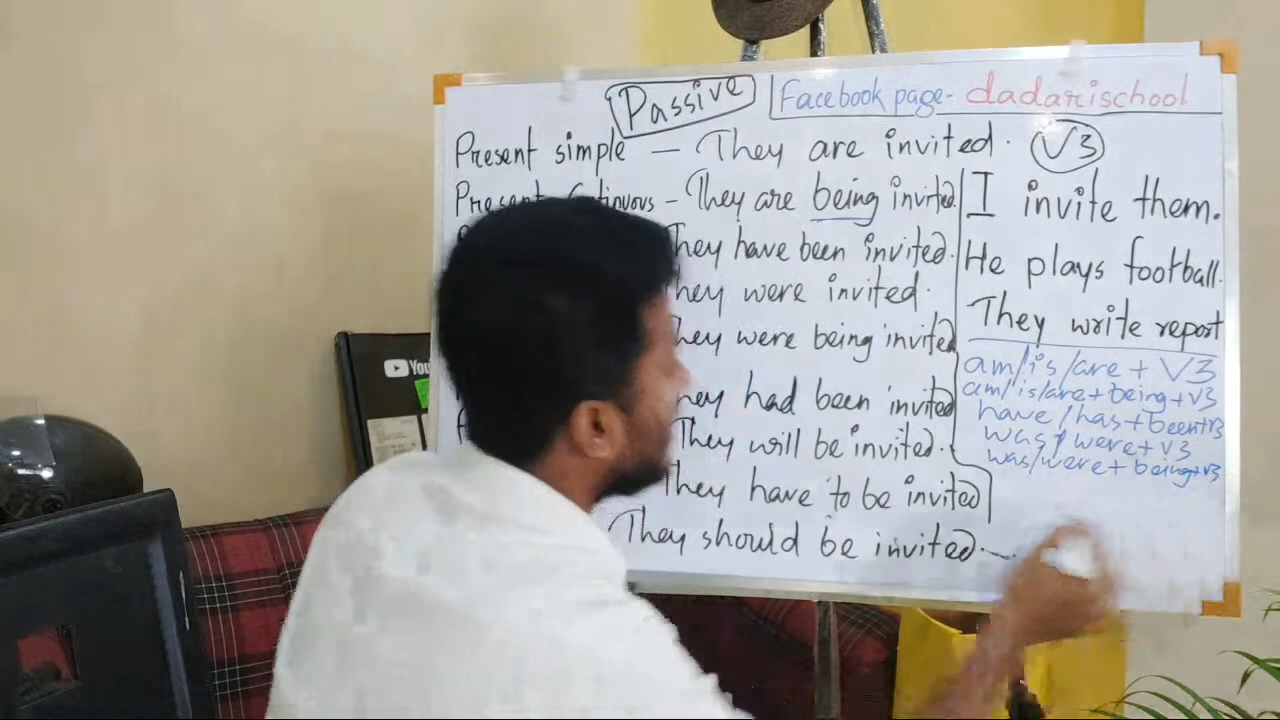 Passive
Facebook page- dadarischool
Present simple — They are invited. V3
Present Continuous - They are being invited.
They have been invited.
They were invited.
They were being invited
They had been invited
They will be invited.
They have to be invited
They should be invited.
I invite them.
He plays football.
They write report
am/is/are + V3
am/is/are+being+V3
have/has+been+V3
was/were+V3
was/were+being+V3
You